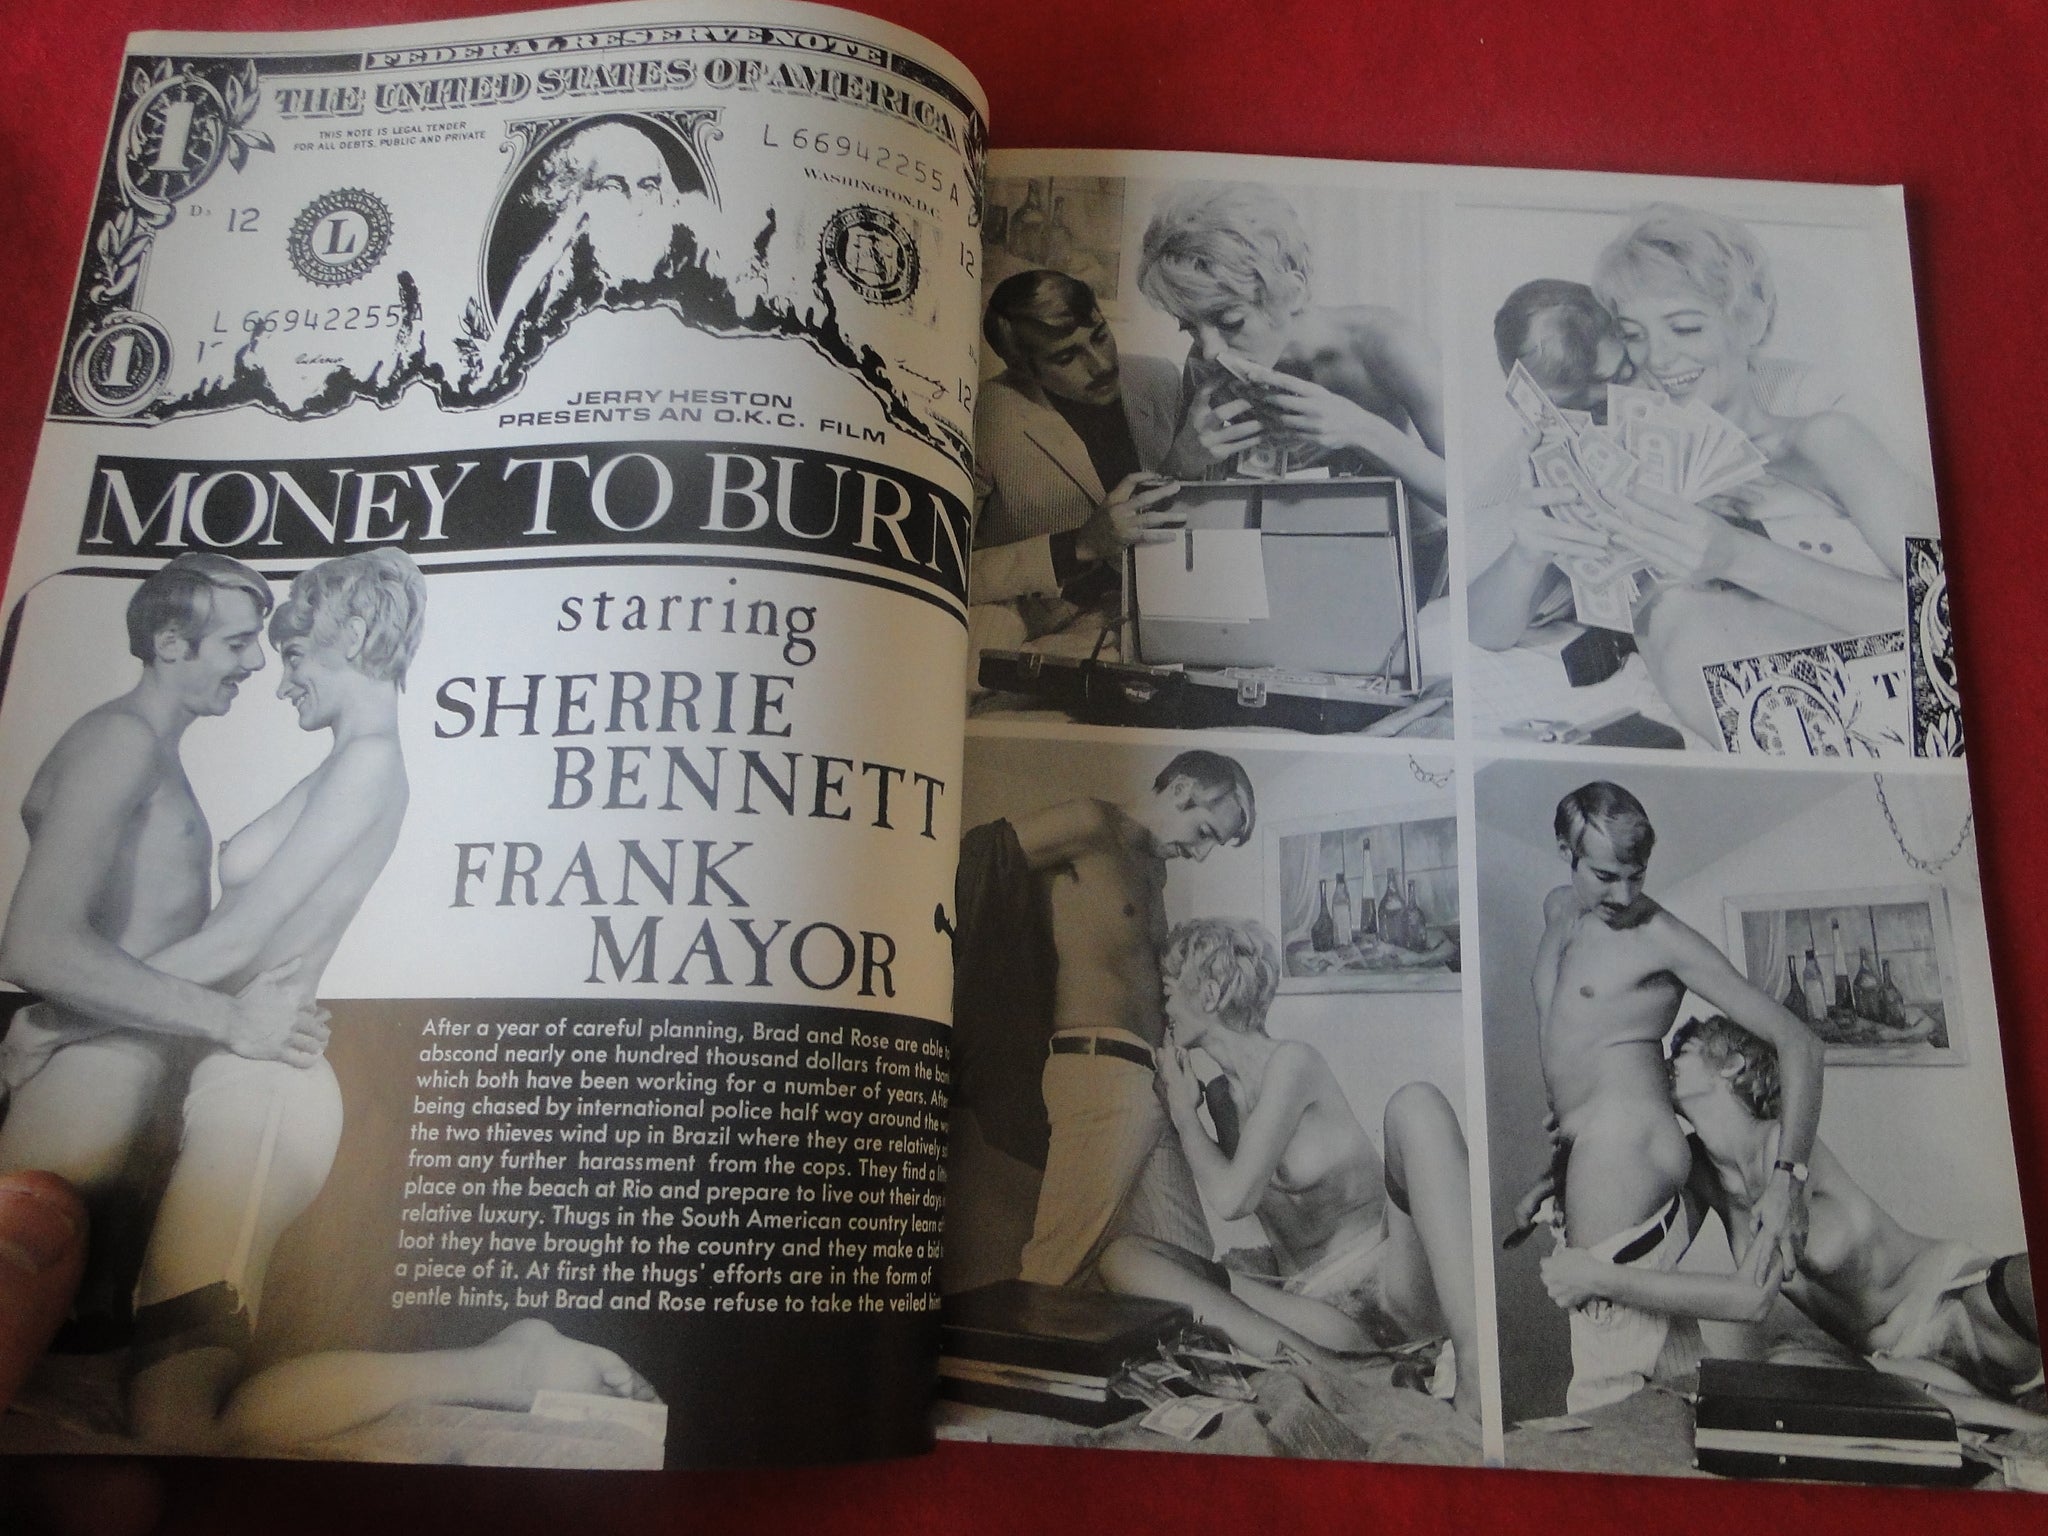 FEDERAL RESERVE NOTE
THE UNITED STATES OF AMERICA
THIS NOTE IS LEGAL TENDER
FOR ALL DEBTS, PUBLIC AND PRIVATE
L 66942255 A
WASHINGTON, D.C.
1
12
L
12
L 66942255A
1
12
JERRY HESTON
PRESENTS AN O.K.C. FILM
MONEY TO BURN
starring
SHERRIE
BENNETT
FRANK
MAYOR
After a year of careful planning, Brad and Rose are able
abscond nearly one hundred thousand dollars from the
which both have been working for a number of years.
being chased by international police half way around the
the two thieves wind up in Brazil where they are relatively
from any further harassment from the cops. They find a
place on the beach at Rio and prepare to live out their days
relative luxury. Thugs in the South American country learn
loot they have brought to the country and they make a bid
a piece of it. At first the thugs' efforts are in the form of
gentle hints, but Brad and Rose refuse to take the veiled